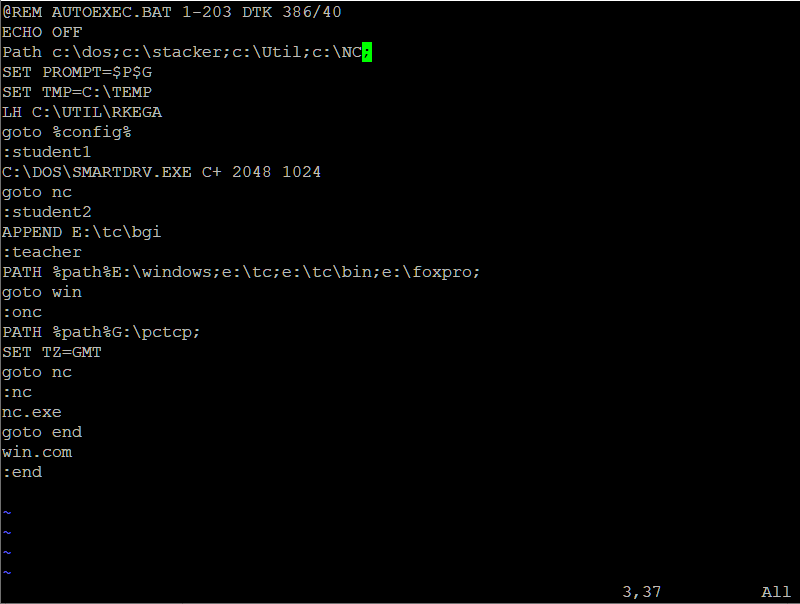 @REM AUTOEXEC.BAT 1-203 DTK 386/40
ECHO OFF
Path c:\dos;c:\stacker;c:\Util;c:\NC;
SET PROMPT=$P$G
SET TMP=C:\TEMP
LH C:\UTIL\RKEGA
goto %config%
:student1
C:\DOS\SMARTDRV.EXE C+ 2048 1024
goto nc
:student2
APPEND E:\tc\bgi
:teacher
PATH %path%E:\windows;e:\tc;e:\tc\bin;e:\foxpro;
goto win
:onc
PATH %path%G:\pctcp;
SET TZ=GMT
goto nc
:nc
nc.exe
goto end
win.com
:end
~
~
~
~
3,37 All